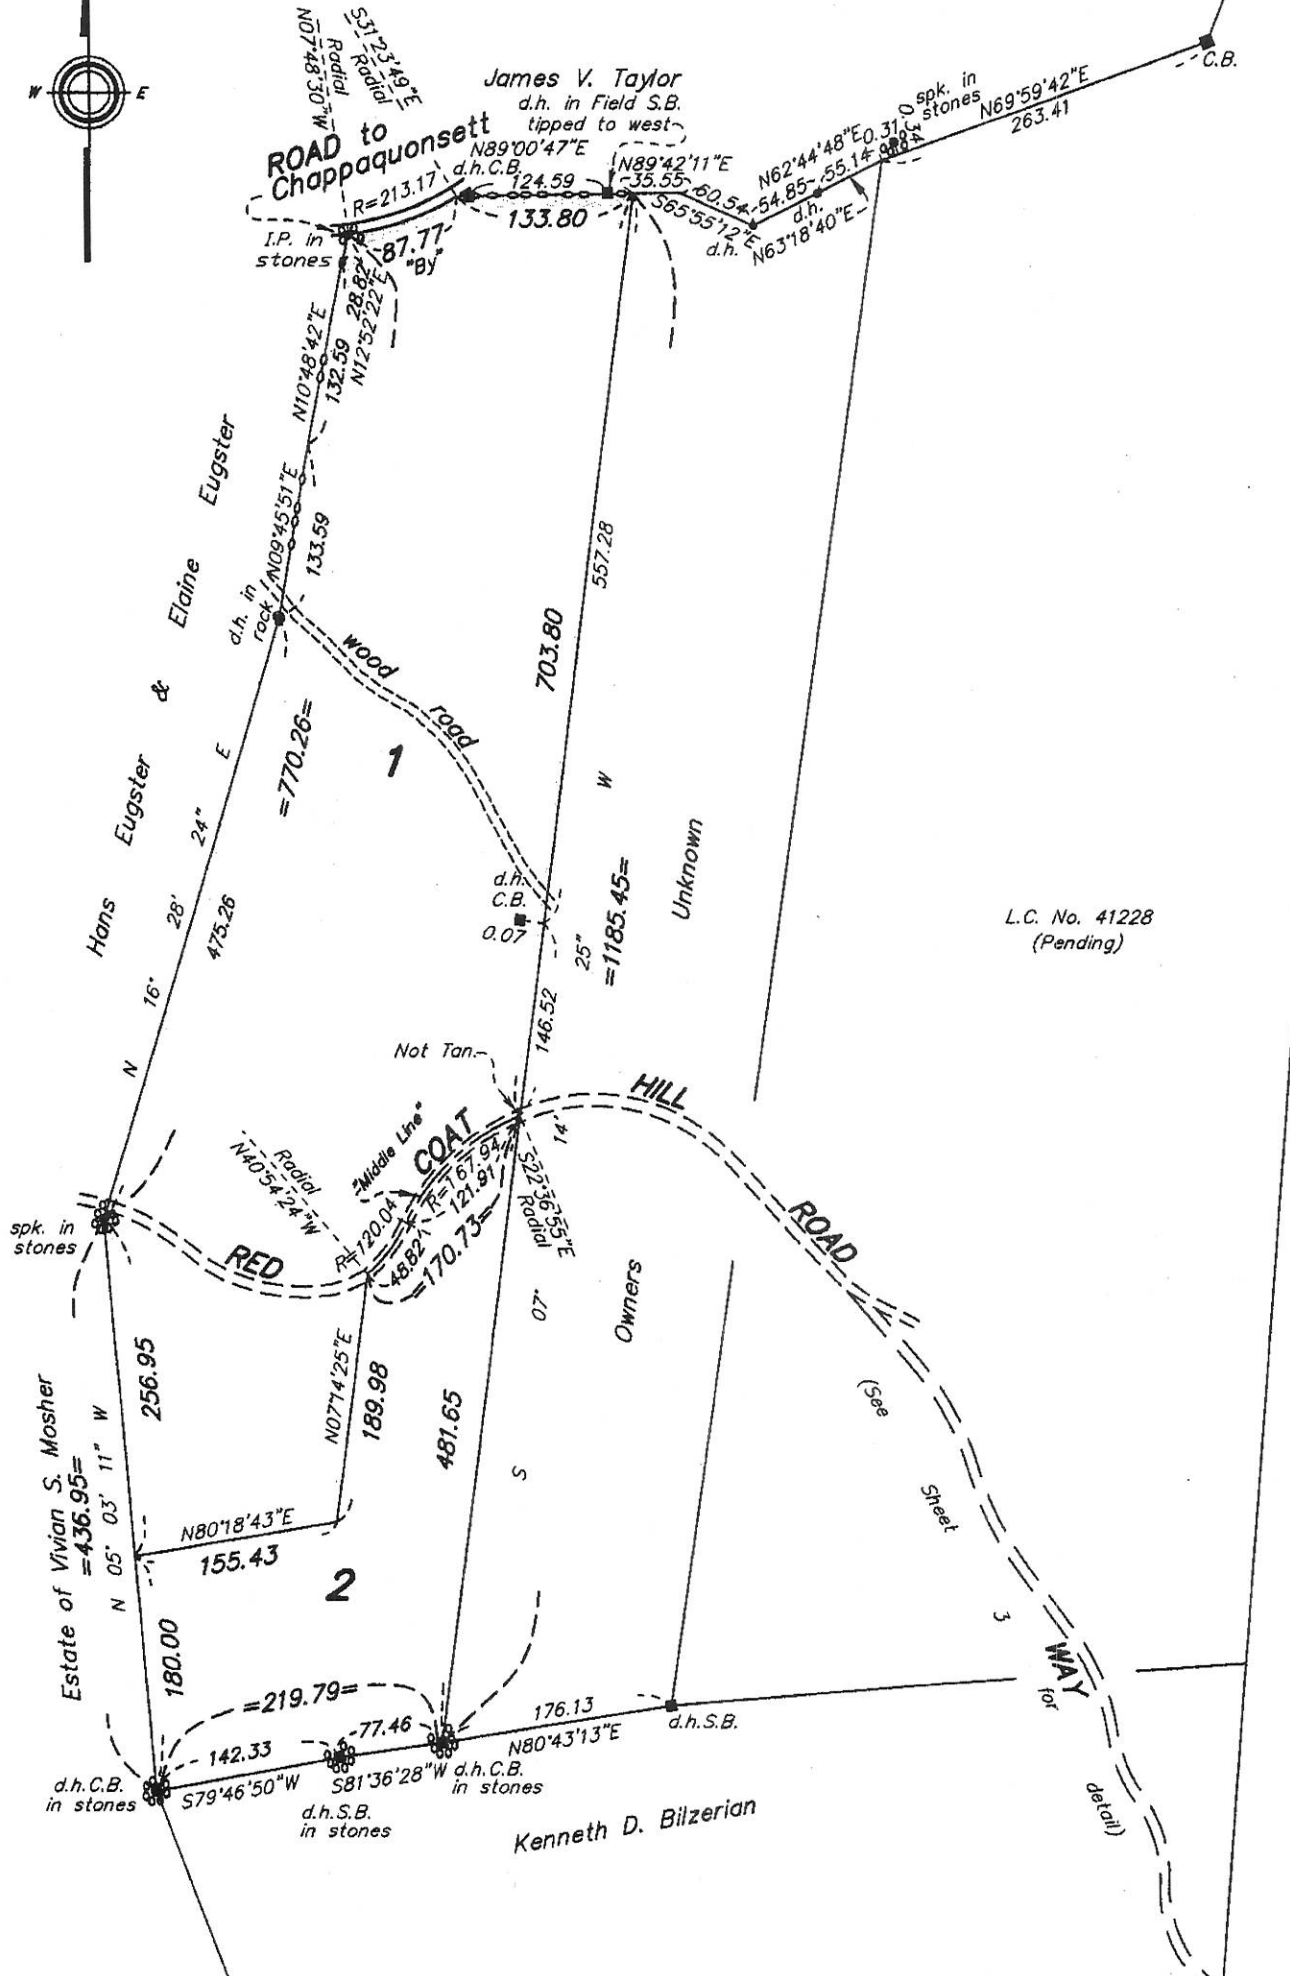 W
E
N07°48'30"W
Radial
S31°23'49"E
Radial
ROAD to
Chappaquonsett
James V. Taylor
d.h. in Field S.B.
tipped to west
N89°00'47"E
d.h.C.B.
124.59
133.80
N89°42'11"E
35.55
60.54
S65°55'12"E
d.h.
N62°44'48"E
54.85
d.h.
55.14
N63°18'40"E
0.31
0.34
spk. in
stones
N69°59'42"E
263.41
C.B.
R=213.17
87.77
"By"
I.P. in
stones
28.82
N12°52'22"E
N10°48'42"E
132.59
N09°45'51"E
133.59
d.h. in
rock
wood
road
Hans Eugster & Elaine Eugster
N 16° 28' 24" E
475.26
=770.26=
1
557.28
703.80
d.h.
C.B.
0.07
146.52
S 07° 14' 25" W
=1185.45=
Unknown
Owners
L.C. No. 41228
(Pending)
Not Tan.
"Middle Line"
RED COAT HILL ROAD
Radial
N40°54'24"W
R=120.04
48.82
R=167.94
121.91
=170.73=
S22°36'55"E
Radial
spk. in
stones
256.95
N07°14'25"E
189.98
481.65
Estate of Vivian S. Mosher
=436.95=
N 05° 03' 11" W
N80°18'43"E
155.43
2
180.00
=219.79=
142.33
S79°46'50"W
77.46
S81°36'28"W
d.h.C.B.
in stones
d.h.S.B.
in stones
d.h.C.B.
in stones
176.13
N80°43'13"E
d.h.S.B.
Kenneth D. Bilzerian
WAY
(See Sheet 3 for detail)